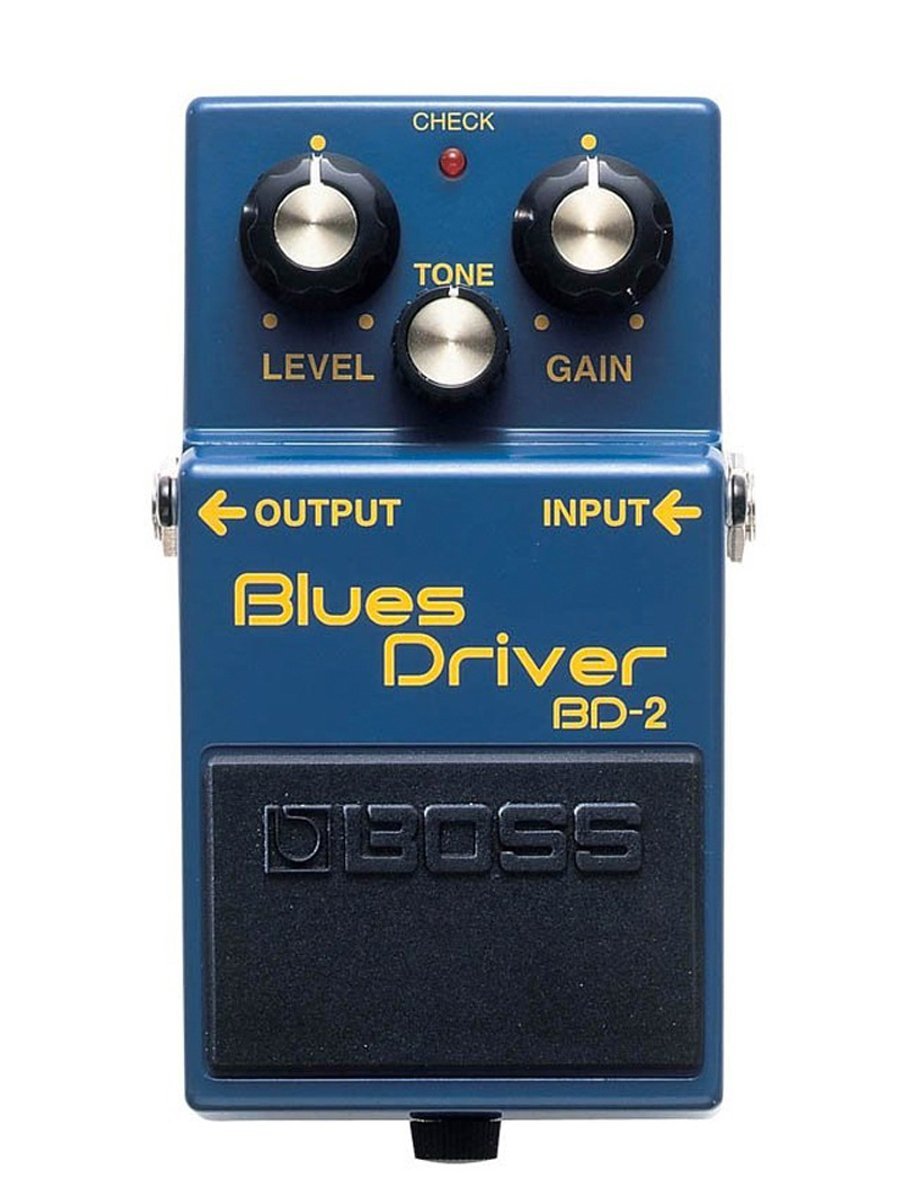 CHECK
TONE
LEVEL
GAIN
OUTPUT
INPUT
Blues
Driver
BD-2
BOSS